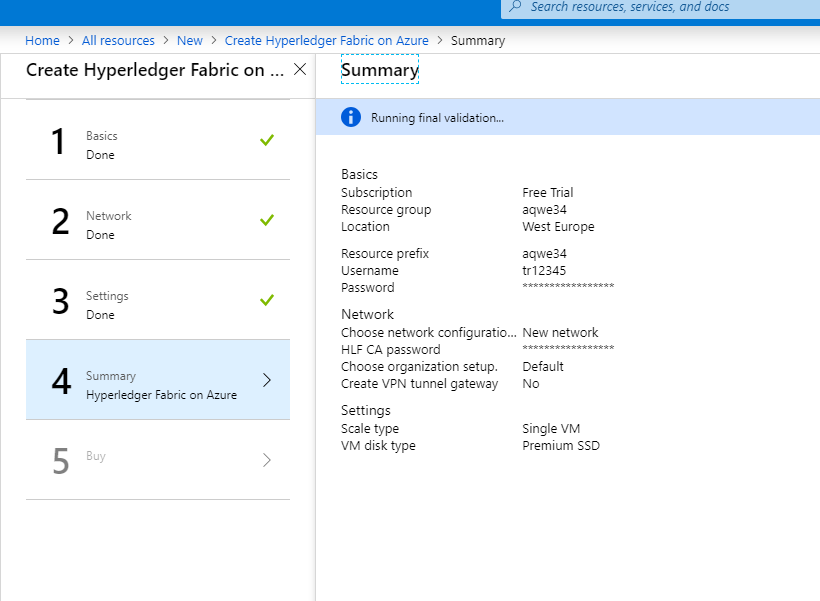 Search resources, services, and docs
Home > All resources > New > Create Hyperledger Fabric on Azure > Summary
Create Hyperledger Fabric on ...
1
Basics
Done
2
Network
Done
3
Settings
Done
4
Summary
Hyperledger Fabric on Azure
5
Buy
Summary
Running final validation...
Basics
Subscription Free Trial
Resource group aqwe34
Location West Europe
Resource prefix aqwe34
Username tr12345
Password *****************
Network
Choose network configuratio... New network
HLF CA password *****************
Choose organization setup. Default
Create VPN tunnel gateway No
Settings
Scale type Single VM
VM disk type Premium SSD